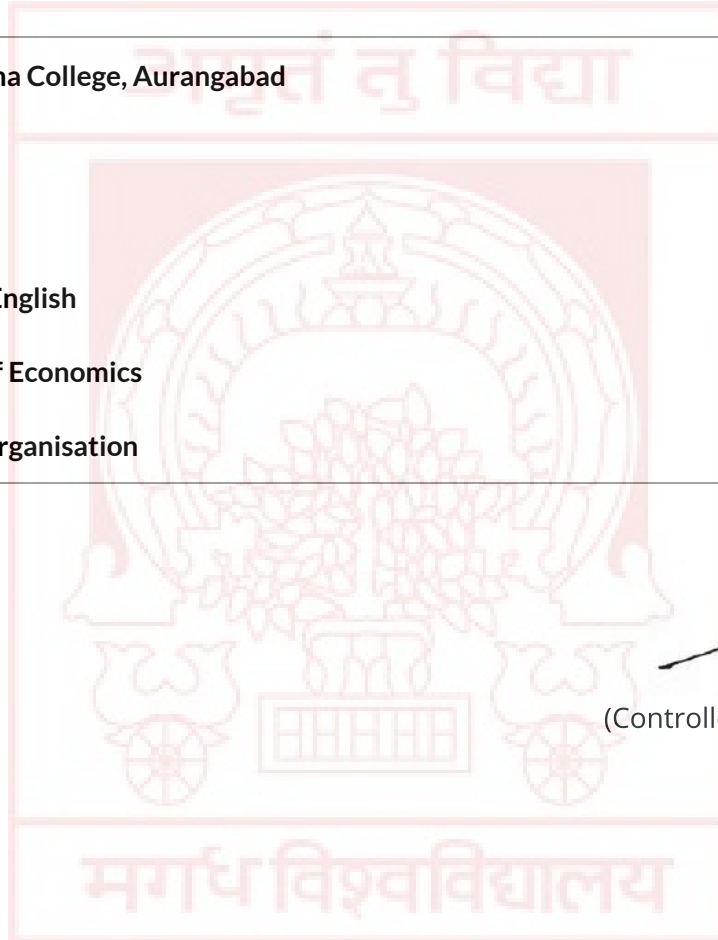 अमृतं तु विद्या
na College, Aurangabad
English
f Economics
rganisation
(Controll
मगध विश्वविद्यालय